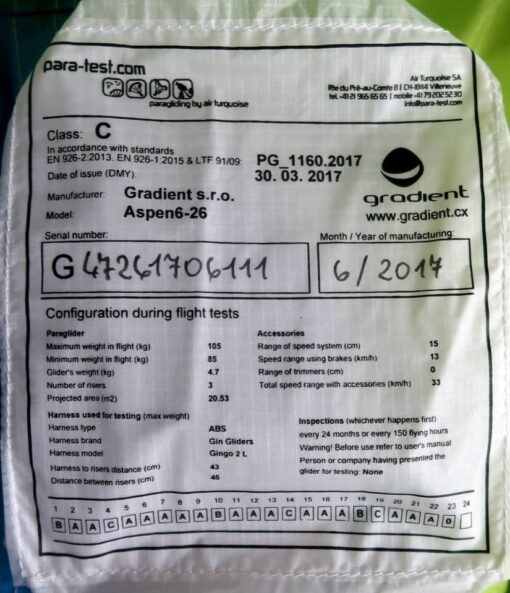 para-test.com
Air Turquoise SA
Rte du Pré-au-Comte 8 | CH-1844 Villeneuve
tel. +41 21 965 65 65 | mobile +41 79 202 52 30
info@para-test.com
paragliding by air turquoise
Class: C
In accordance with standards
EN 926-2:2013, EN 926-1:2015 & LTF 91/09: PG_1160.2017
Date of issue (DMY): 30. 03. 2017
Manufacturer: Gradient s.r.o.
Model: Aspen6-26
gradient
www.gradient.cx
Serial number: Month / Year of manufacturing:
G47261706111 6/2017
Configuration during flight tests
Paraglider
Maximum weight in flight (kg) 105
Minimum weight in flight (kg) 85
Glider's weight (kg) 4.7
Number of risers 3
Projected area (m2) 20.53
Accessories
Range of speed system (cm) 15
Speed range using brakes (km/h) 13
Range of trimmers (cm) 0
Total speed range with accessories (km/h) 33
Harness used for testing (max weight)
Harness type ABS
Harness brand Gin Gliders
Harness model Gingo 2 L
Harness to risers distance (cm) 43
Distance between risers (cm) 46
Inspections (whichever happens first)
every 24 months or every 150 flying hours
Warning! Before use refer to user's manual
Person or company having presented the
glider for testing: None
1 2 3 4 5 6 7 8 9 10 11 12 13 14 15 16 17 18 19 20 21 22 23 24
B A A C A A A A A B A A A C A A A B C A A A 0